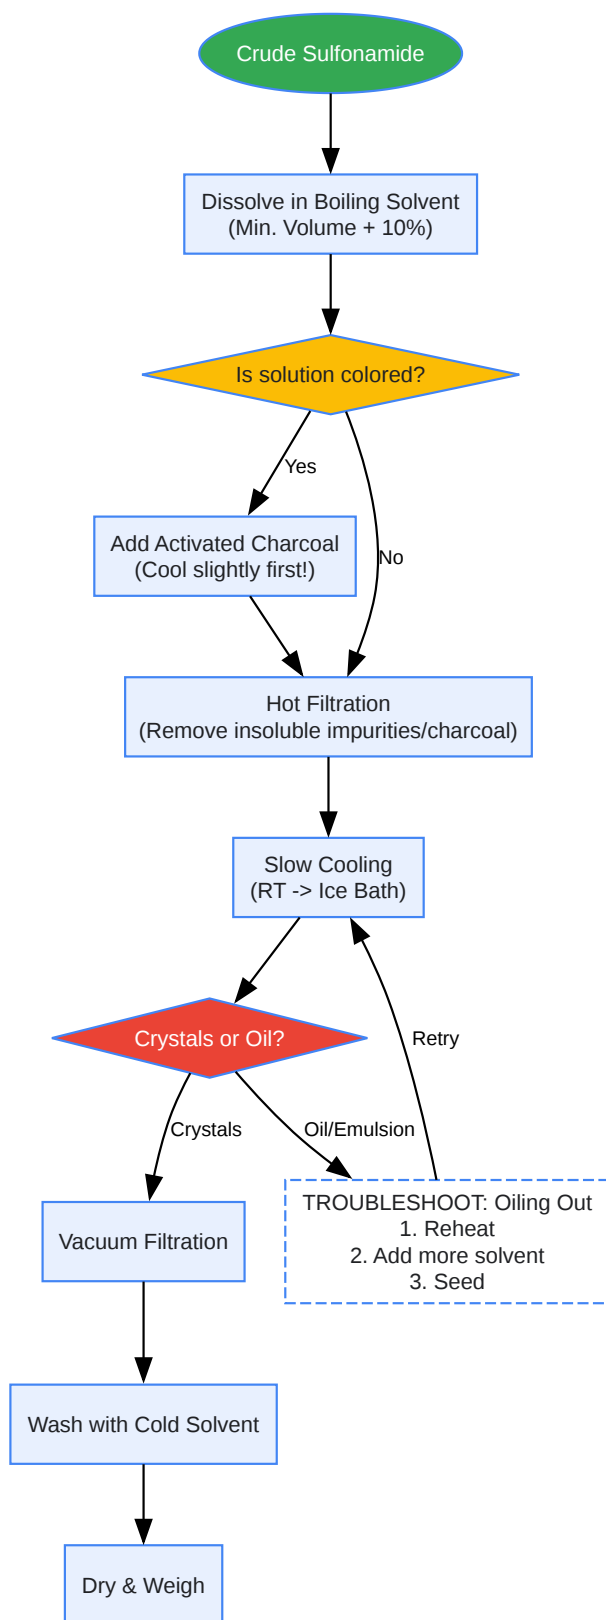 Crude Sulfonamide
Dissolve in Boiling Solvent
(Min. Volume + 10%)
Is solution colored?
Yes
Add Activated Charcoal
(Cool slightly first!)
No
Hot Filtration
(Remove insoluble impurities/charcoal)
Slow Cooling
(RT -> Ice Bath)
Crystals or Oil?
Retry
Crystals
Oil/Emulsion
TROUBLESHOOT: Oiling Out
1. Reheat
2. Add more solvent
3. Seed
Vacuum Filtration
Wash with Cold Solvent
Dry & Weigh